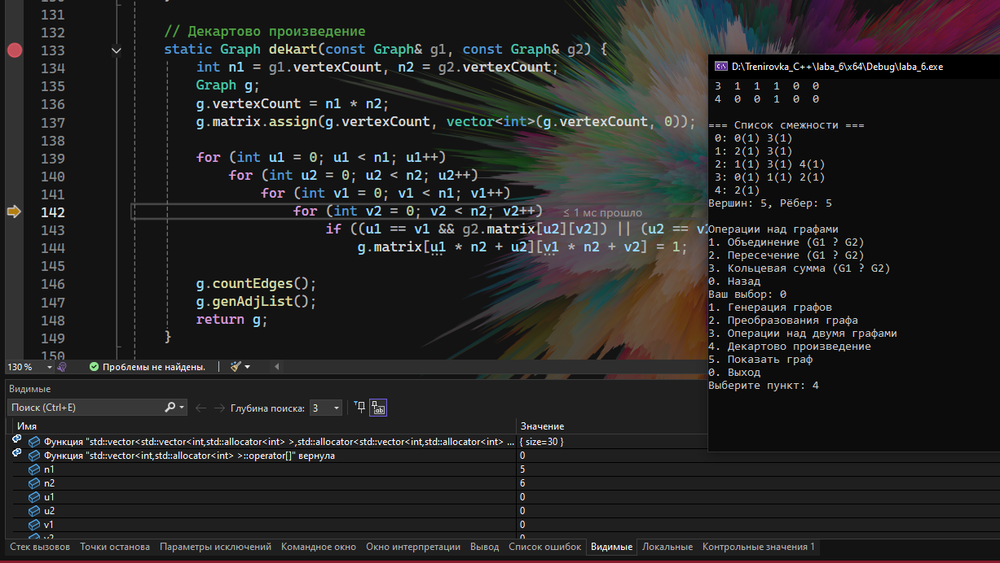 131
132 // Декартово произведение
133 static Graph dekart(const Graph& g1, const Graph& g2) {
134 int n1 = g1.vertexCount, n2 = g2.vertexCount;
135 Graph g;
136 g.vertexCount = n1 * n2;
137 g.matrix.assign(g.vertexCount, vector<int>(g.vertexCount, 0));
138
139 for (int u1 = 0; u1 < n1; u1++)
140 for (int u2 = 0; u2 < n2; u2++)
141 for (int v1 = 0; v1 < n1; v1++)
142 for (int v2 = 0; v2 < n2; v2++) ≤ 1 мс прошло
143 if ((u1 == v1 && g2.matrix[u2][v2]) || (u2 == v2
144 g.matrix[u1 * n2 + u2][v1 * n2 + v2] = 1;
145
146 g.countEdges();
147 g.genAdjList();
148 return g;
149 }
150
D:\Trenirovka_C++\laba_6\x64\Debug\laba_6.exe
3 1 1 1 0 0
4 0 0 1 0 0
=== Список смежности ===
0: 0(1) 3(1)
1: 2(1) 3(1)
2: 1(1) 3(1) 4(1)
3: 0(1) 1(1) 2(1)
4: 2(1)
Вершин: 5, Рёбер: 5
Операции над графами
1. Объединение (G1 ? G2)
2. Пересечение (G1 ? G2)
3. Кольцевая сумма (G1 ? G2)
0. Назад
Ваш выбор: 0
1. Генерация графов
2. Преобразования графа
3. Операции над двумя графами
4. Декартово произведение
5. Показать граф
0. Выход
Выберите пункт: 4
130 % Проблемы не найдены.
Видимые
Поиск (Ctrl+E) Глубина поиска: 3
Имя Значение
Функция "std::vector<std::vector<int,std::allocator<int> >,std::allocator<std::vector<int,std::allocator<int> ... { size=30 }
Функция "std::vector<int,std::allocator<int> >::operator[]" вернула 0
n1 5
n2 6
u1 0
u2 0
v1 0
v2 0
Стек вызовов Точки останова Параметры исключений Командное окно Окно интерпретации Вывод Список ошибок Видимые Локальные Контрольные значения 1